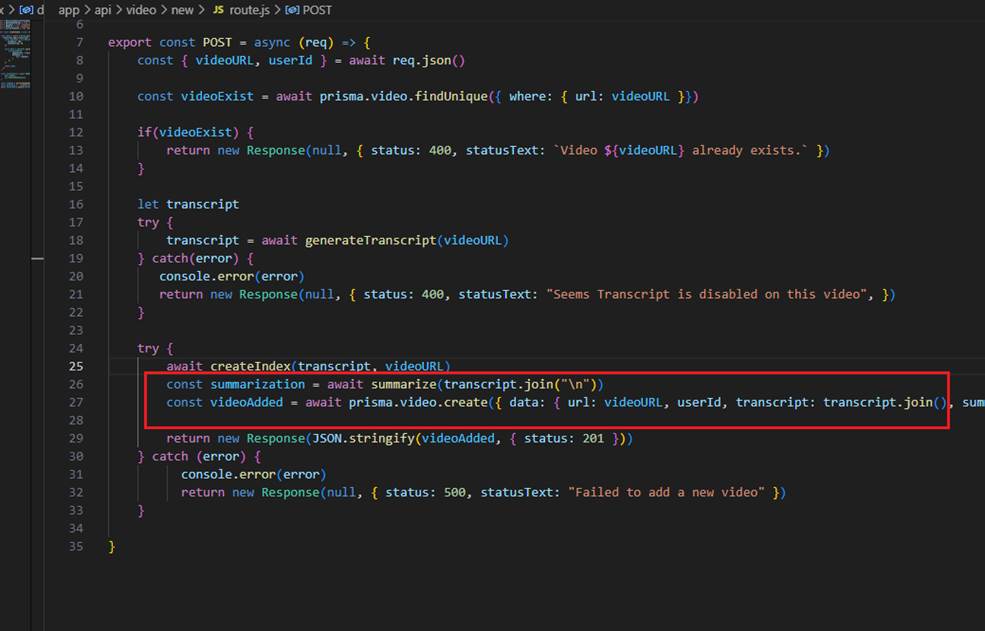 x > d app > api > video > new > JS route.js > POST
6
7 export const POST = async (req) => {
8 const { videoURL, userId } = await req.json()
9
10 const videoExist = await prisma.video.findUnique({ where: { url: videoURL }})
11
12 if(videoExist) {
13 return new Response(null, { status: 400, statusText: `Video ${videoURL} already exists.` })
14 }
15
16 let transcript
17 try {
18 transcript = await generateTranscript(videoURL)
19 } catch(error) {
20 console.error(error)
21 return new Response(null, { status: 400, statusText: "Seems Transcript is disabled on this video", })
22 }
23
24 try {
25 await createIndex(transcript, videoURL)
26 const summarization = await summarize(transcript.join("\n"))
27 const videoAdded = await prisma.video.create({ data: { url: videoURL, userId, transcript: transcript.join(), sum
28
29 return new Response(JSON.stringify(videoAdded, { status: 201 }))
30 } catch (error) {
31 console.error(error)
32 return new Response(null, { status: 500, statusText: "Failed to add a new video" })
33 }
34
35 }